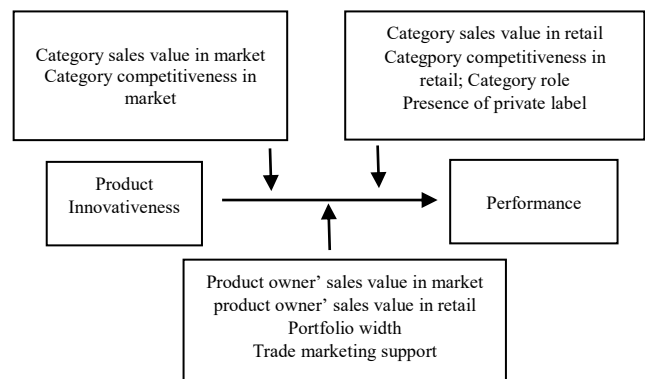 Category sales value in market
Category competitiveness in
market
Category sales value in retail
Categpory competitiveness in
retail; Category role
Presence of private label
Product
Innovativeness
Performance
Product owner’ sales value in market
product owner’ sales value in retail
Portfolio width
Trade marketing support